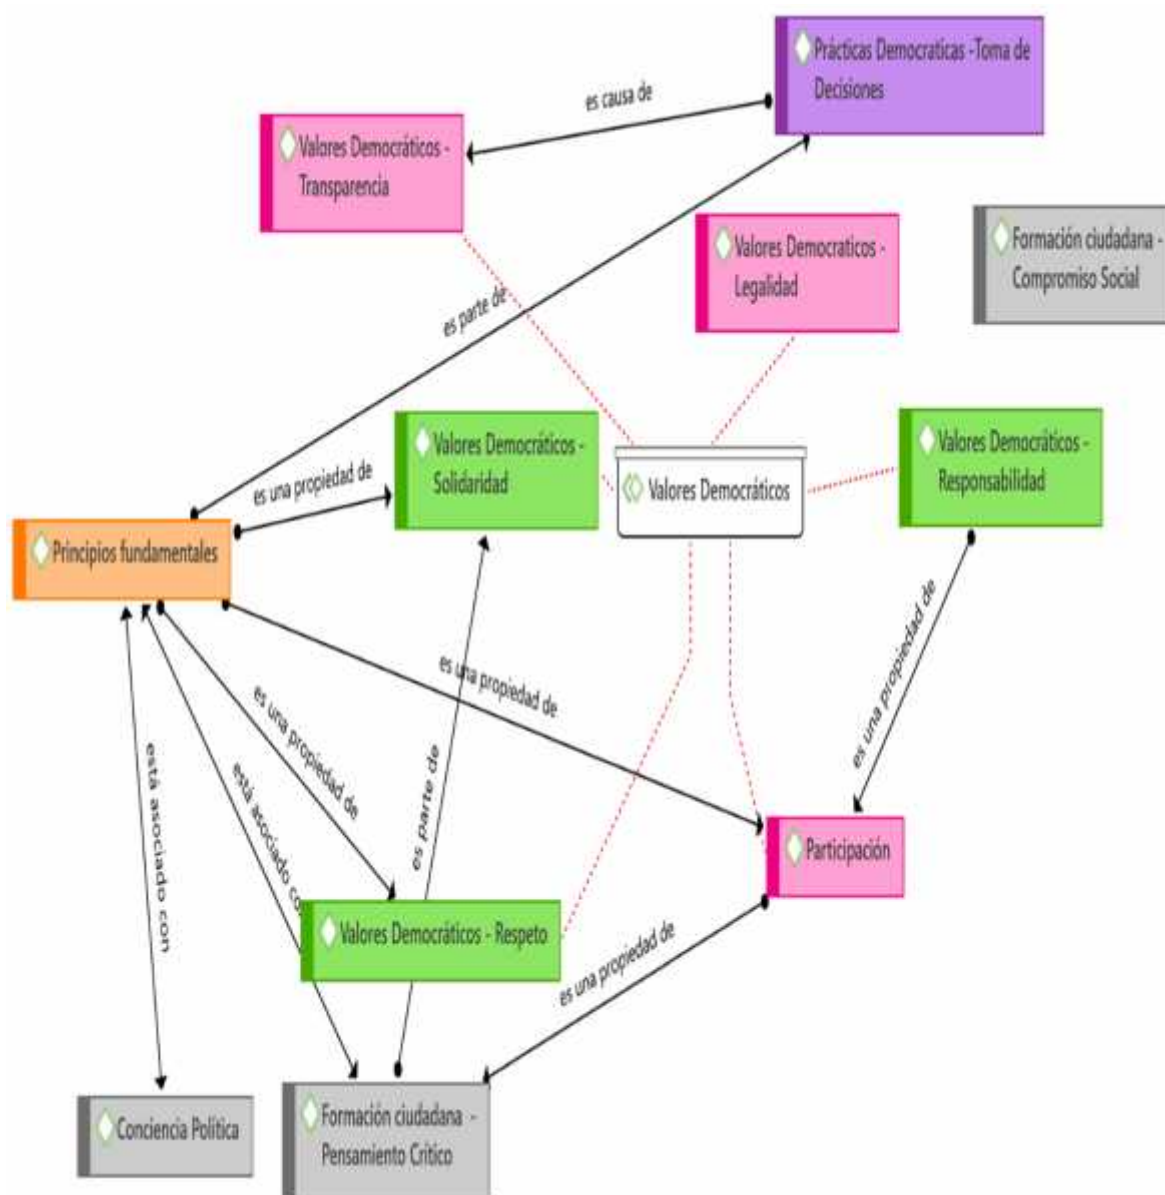 Prácticas Democraticas -Toma de
Decisiones
es causa de
Valores Democráticos -
Transparencia
Valores Democraticos -
Legalidad
Formación ciudadana -
Compromiso Social
es parte de
Valores Democráticos -
Solidaridad
Valores Democráticos
Valores Democráticos -
Responsabilidad
es una propiedad de
Principios fundamentales
es una propiedad de
es una propiedad de
es una propiedad de
está asociado con
está asociado co
es parte de
Participación
Valores Democráticos - Respeto
es una propiedad de
Conciencia Política
Formación ciudadana -
Pensamiento Crítico